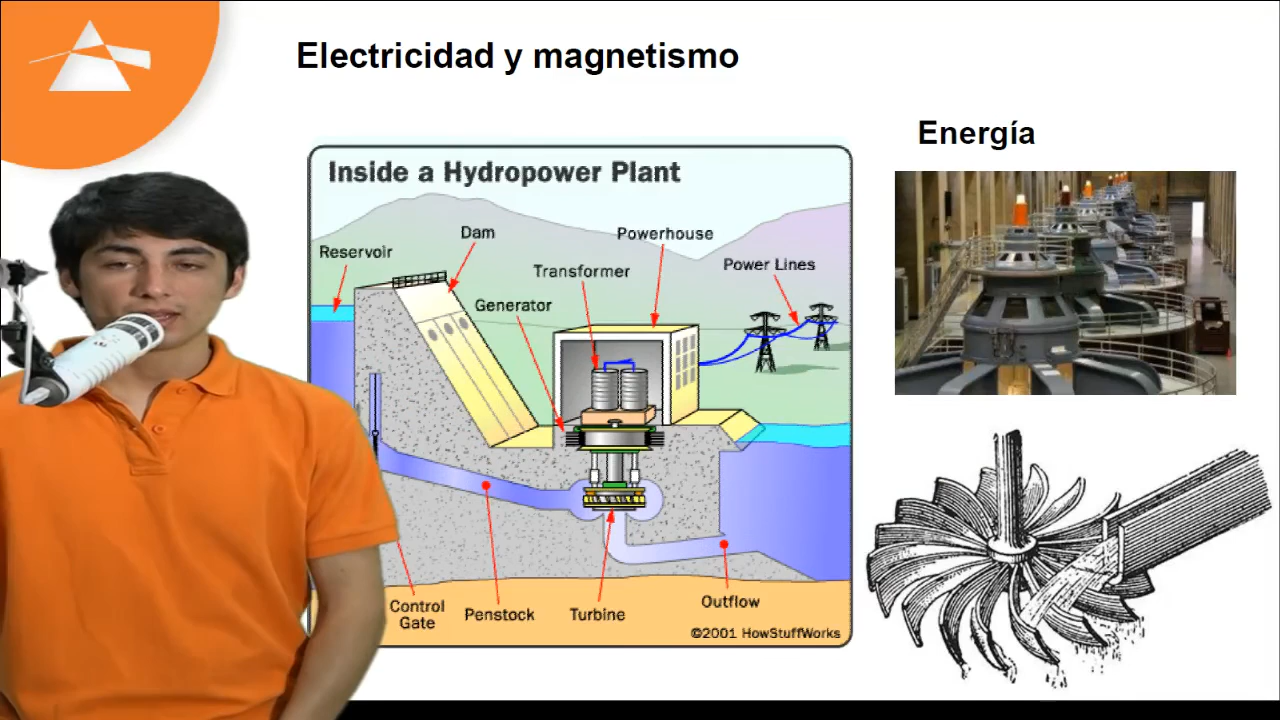 Electricidad y magnetismo
Energía
Inside a Hydropower Plant
Reservoir
Dam
Powerhouse
Transformer
Power Lines
Generator
Control
Gate
Penstock
Turbine
Outflow
©2001 HowStuffWorks